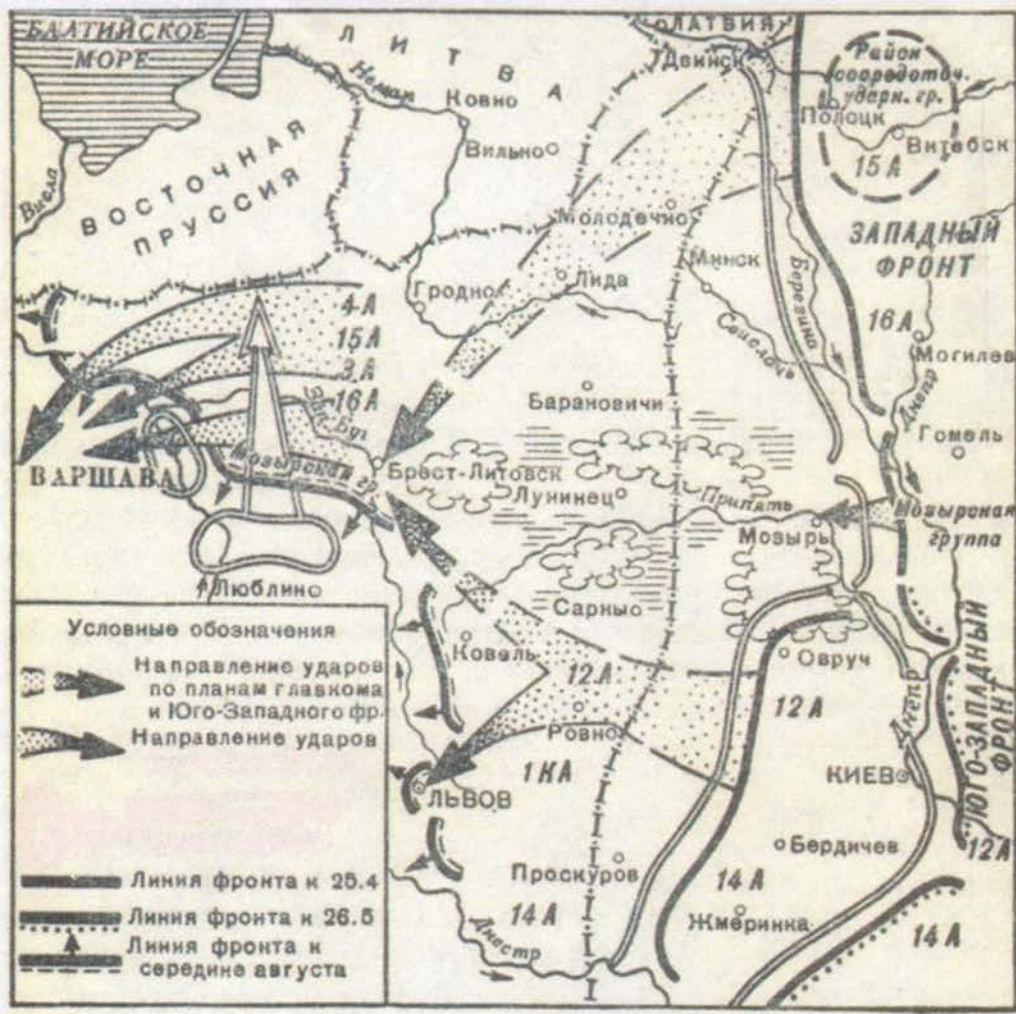 БАЛТИЙСКОЕ
МОРЕ
ЛИТВА
ЛАТВИЯ
Двинск
Неман
Ковно
Вильно
Район
сосредоточ.
ударн. гр.
Полоцк
Витебск
15 А
Висла
ВОСТОЧНАЯ
ПРУССИЯ
Молодечно
Минск
Березина
ЗАПАДНЫЙ
ФРОНТ
Гродно
Лида
4 А
15 А
3 А
16 А
Зап. Буг
16 А
Могилев
Днепр
Гомель
Барановичи
ВАРШАВА
Мозырская гр.
Брест-Литовск
Лунинец
Припять
Мозырь
Мозырская
группа
Люблин
Сарны
Ковель
12 А
Овруч
12 А
Днепр
ЮГО-ЗАПАДНЫЙ
ФРОНТ
Ровно
1 КА
КИЕВ
ЛЬВОВ
Бердичев
12 А
Проскуров
14 А
14 А
Жмеринка
14 А
Днестр
Условные обозначения
Направление ударов
по планам главкома
и Юго-Западного фр.
Направление ударов
Линия фронта к 25.4
Линия фронта к 26.5
Линия фронта к
середине августа